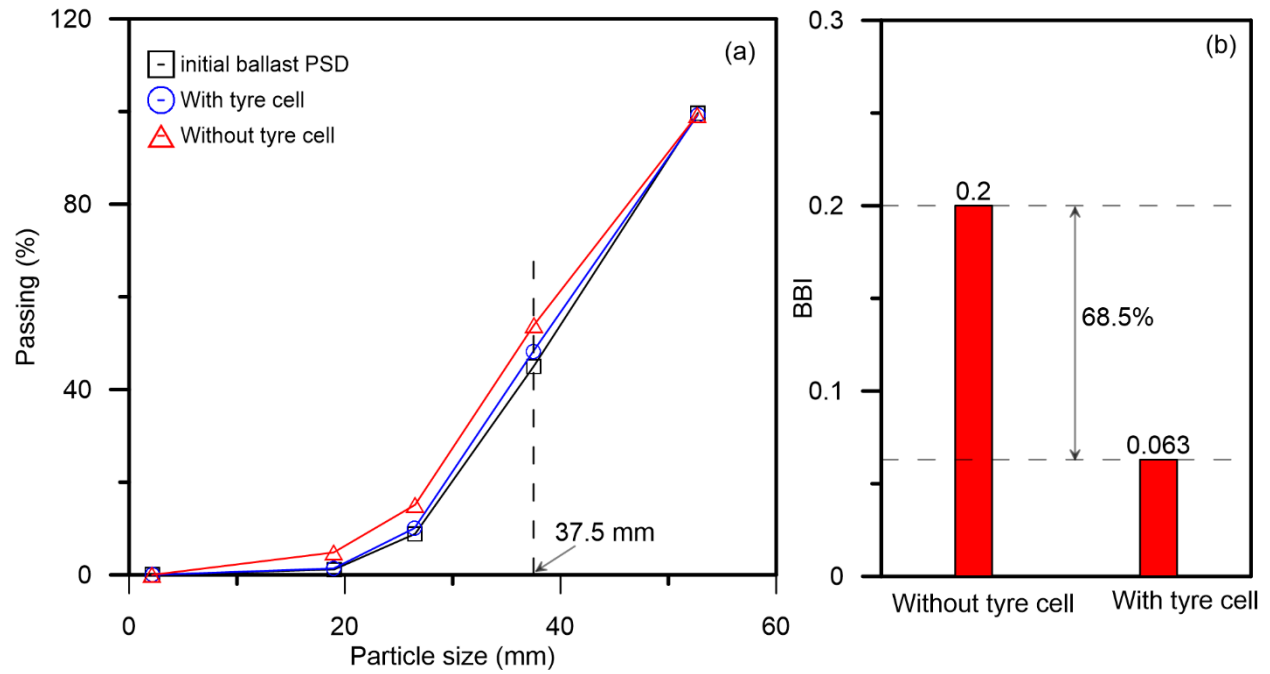 120
80
40
0
Passing (%)
initial ballast PSD
With tyre cell
Without tyre cell
(a)
37.5 mm
0 20 40 60
Particle size (mm)
0.3
0.2
0.1
0
BBI
(b)
0.2
68.5%
0.063
Without tyre cell With tyre cell